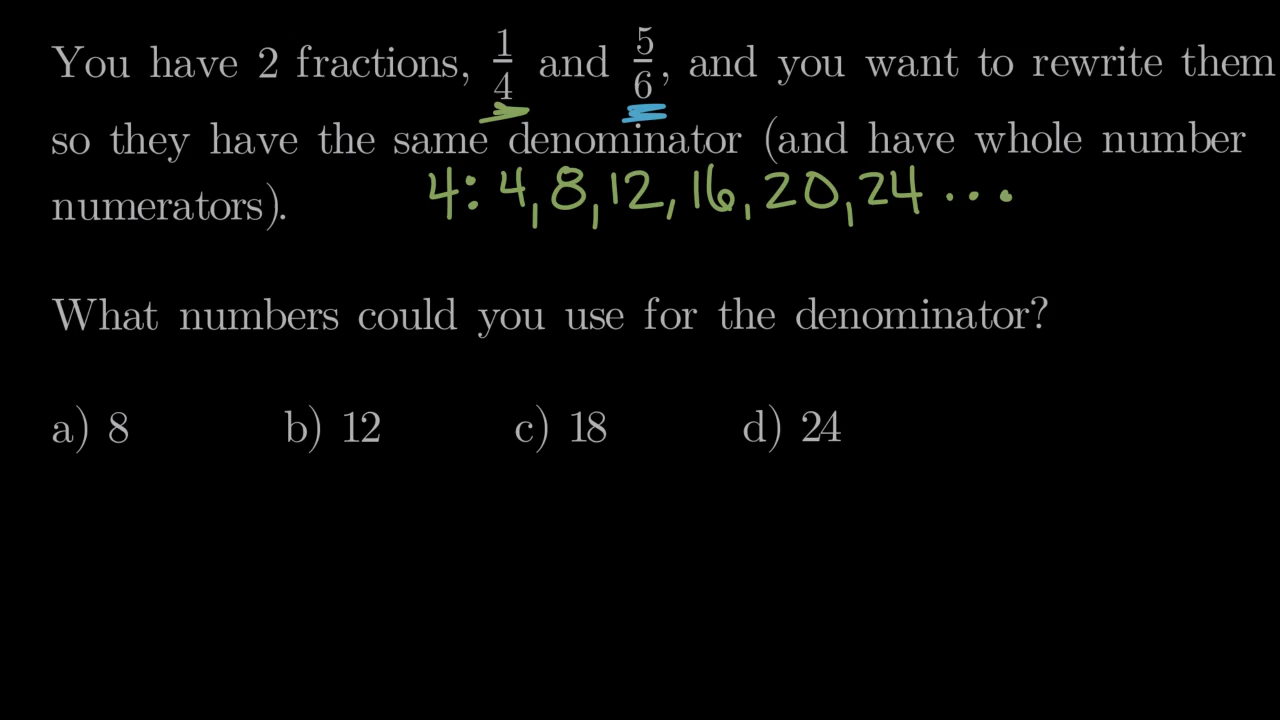 You have 2 fractions, 1/4 and 5/6, and you want to rewrite them
so they have the same denominator (and have whole number
numerators).
4: 4, 8, 12, 16, 20, 24 ...
What numbers could you use for the denominator?
a) 8 b) 12 c) 18 d) 24